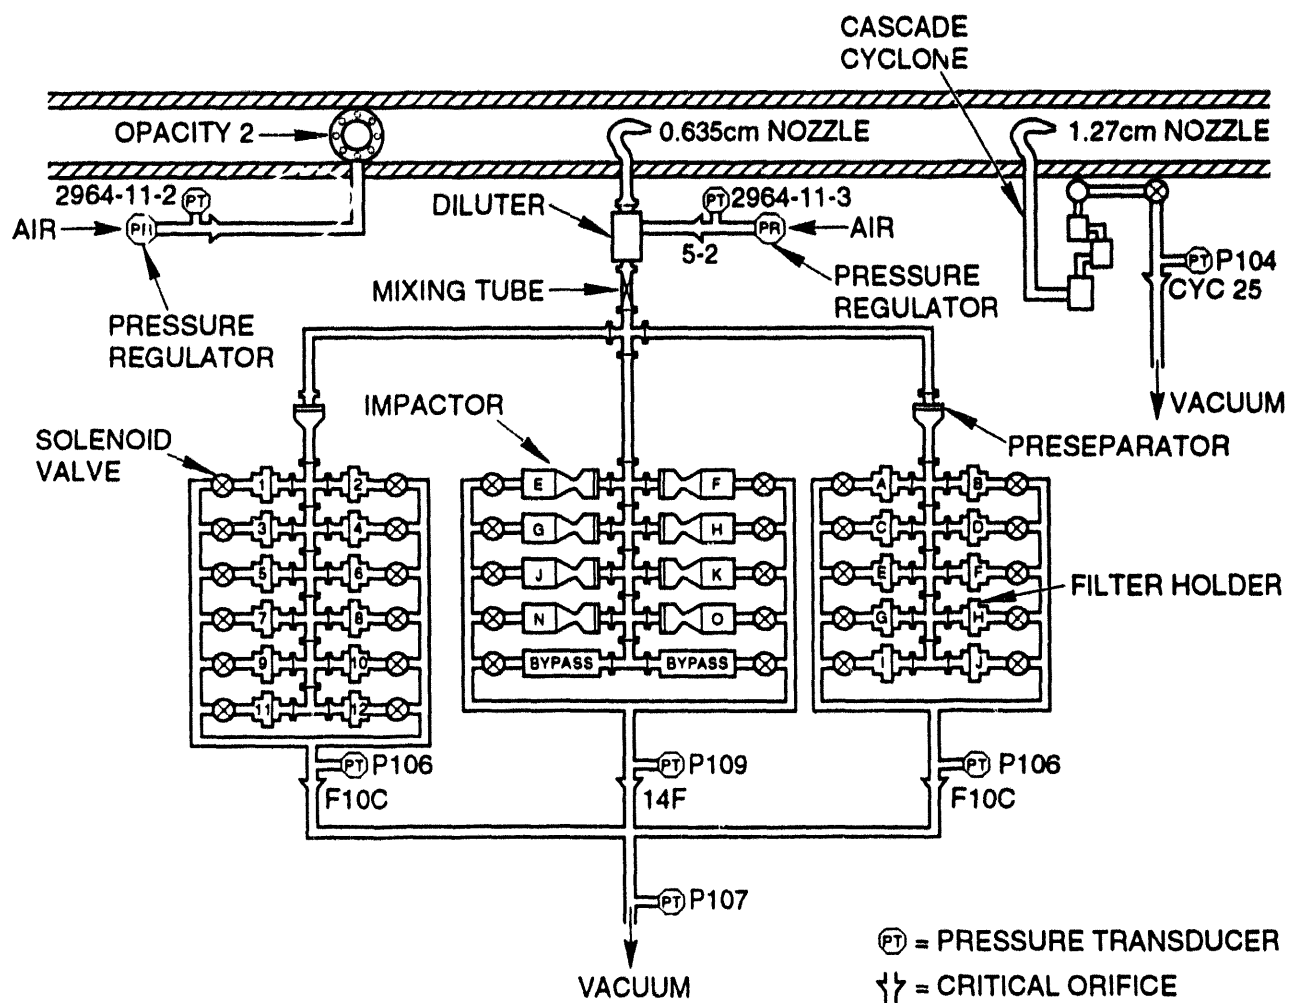 CASCADE
CYCLONE
OPACITY 2
0.635cm NOZZLE
1.27cm NOZZLE
2964-11-2
PT
DILUTER
PT
2964-11-3
AIR
PR
5-2
PR
AIR
PT
P104
CYC 25
MIXING TUBE
PRESSURE
REGULATOR
PRESSURE
REGULATOR
VACUUM
IMPACTOR
SOLENOID
VALVE
PRESEPARATOR
1 2 E F A B
3 4 G H C D
5 6 J K E F
FILTER HOLDER
7 8 N O G H
9 10 BYPASS BYPASS I J
11 12
PT P106
PT P109
PT P106
F10C
14F
F10C
PT P107
VACUUM
PT = PRESSURE TRANSDUCER
= CRITICAL ORIFICE